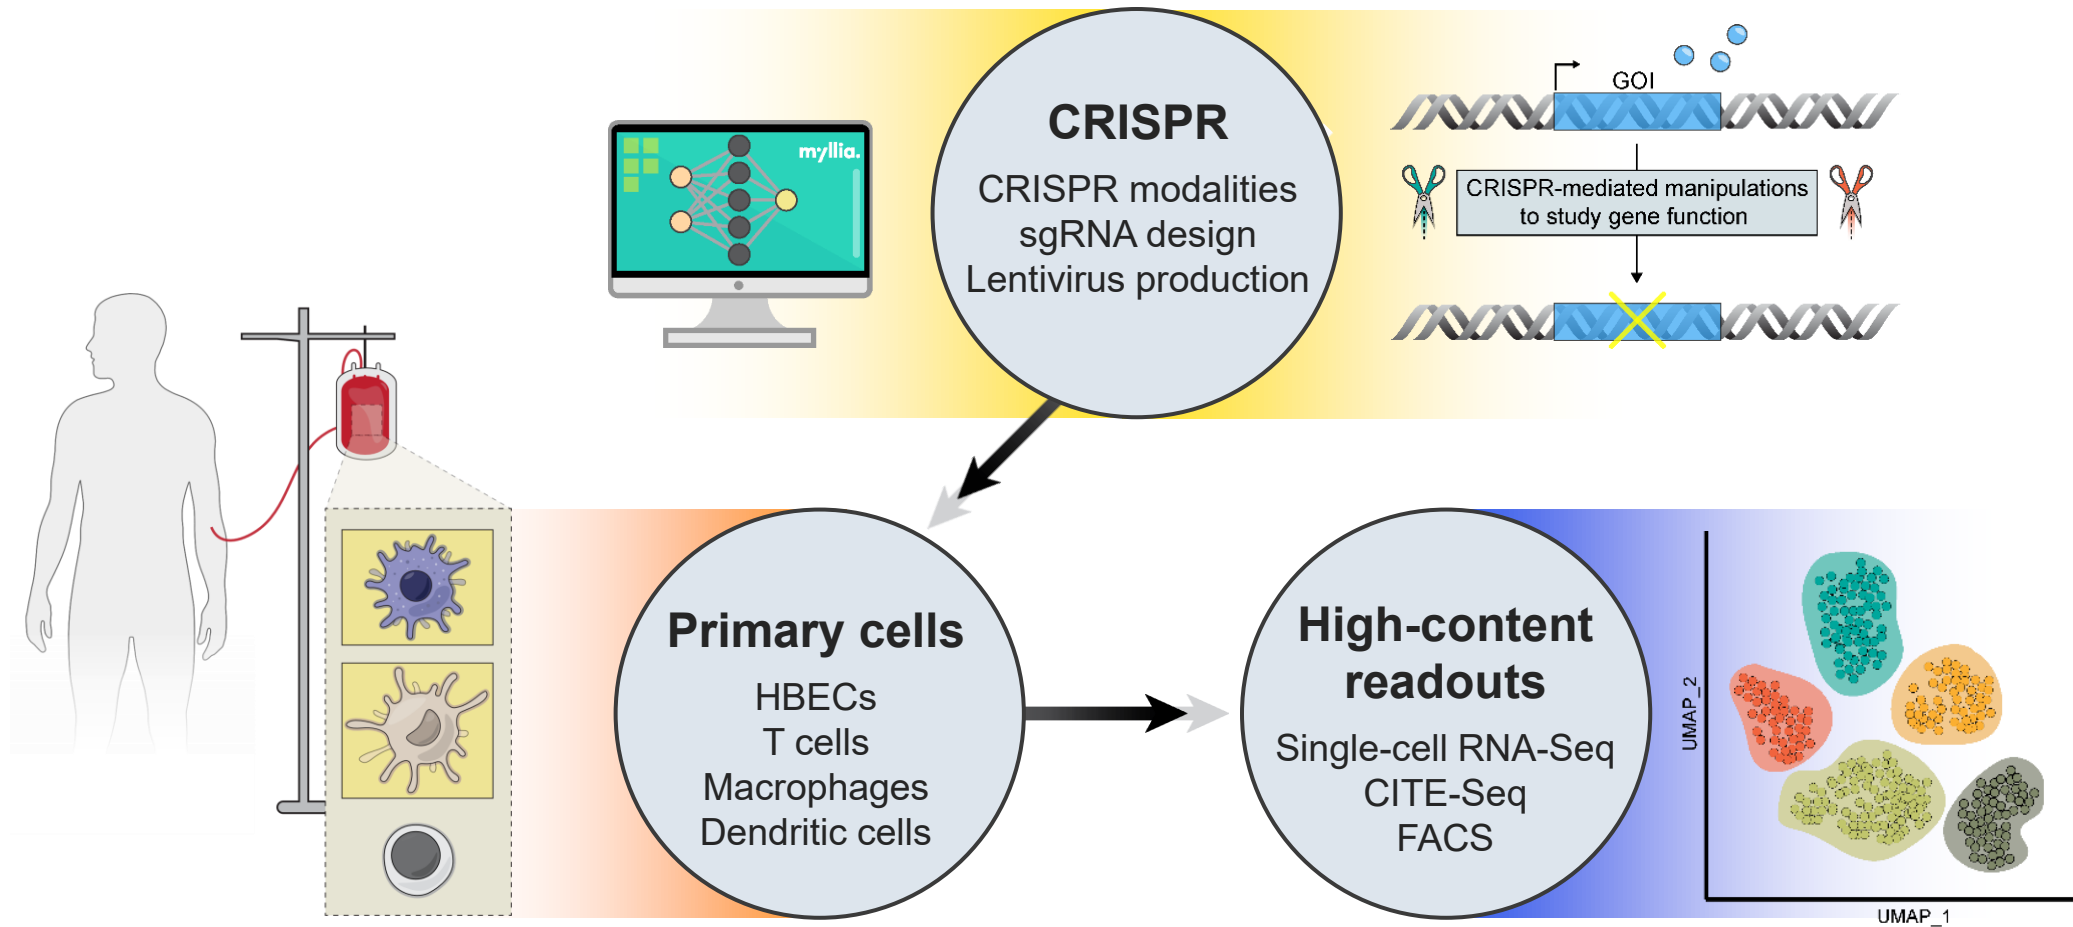 myllia.
CRISPR
CRISPR modalities
sgRNA design
Lentivirus production
GOI
CRISPR-mediated manipulations
to study gene function
Primary cells
HBECs
T cells
Macrophages
Dendritic cells
High-content
readouts
Single-cell RNA-Seq
CITE-Seq
FACS
UMAP_2
UMAP_1